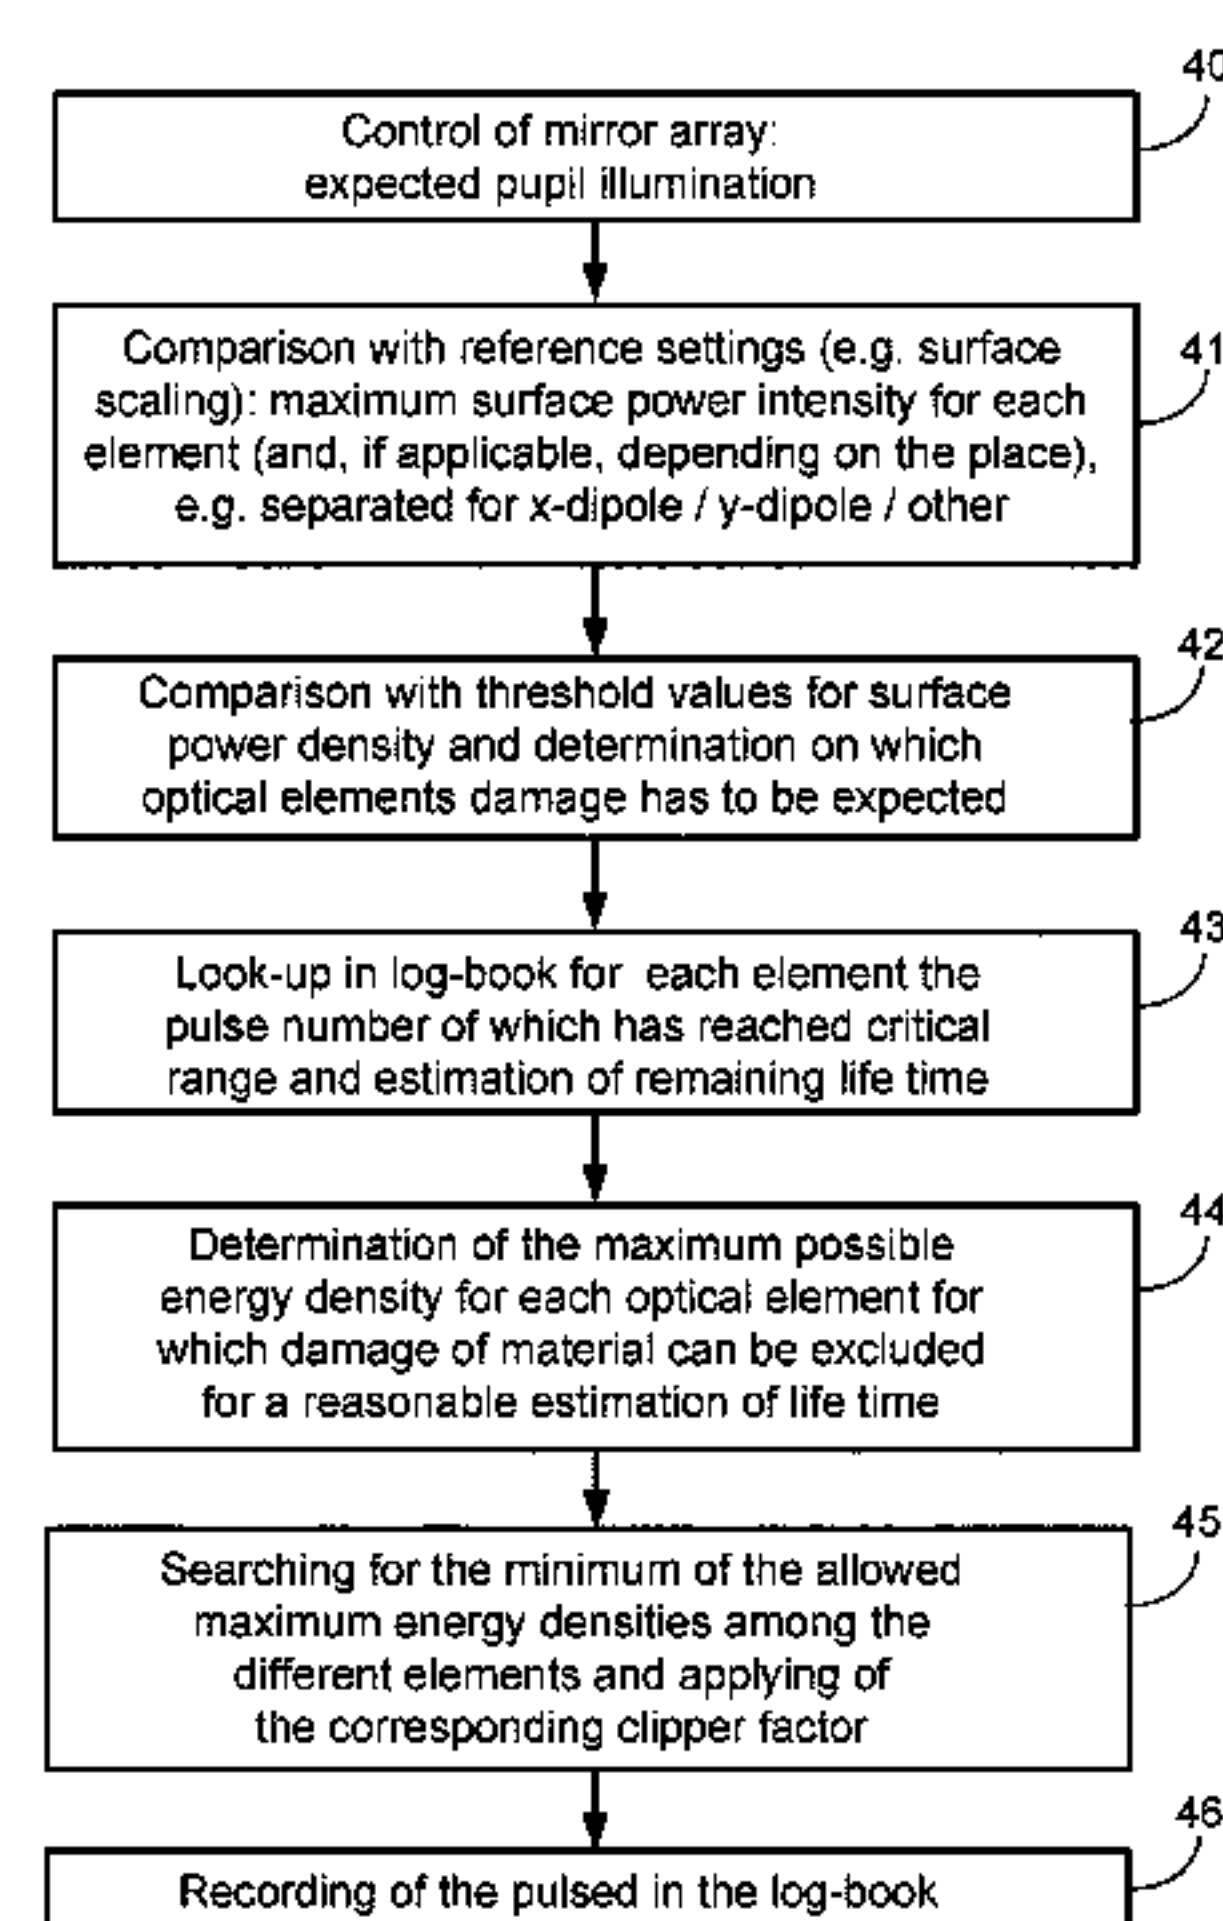 40
Control of mirror array:
expected pupil illumination
41
Comparison with reference settings (e.g. surface
scaling): maximum surface power intensity for each
element (and, if applicable, depending on the place),
e.g. separated for x-dipole / y-dipole / other
42
Comparison with threshold values for surface
power density and determination on which
optical elements damage has to be expected
43
Look-up in log-book for each element the
pulse number of which has reached critical
range and estimation of remaining life time
44
Determination of the maximum possible
energy density for each optical element for
which damage of material can be excluded
for a reasonable estimation of life time
45
Searching for the minimum of the allowed
maximum energy densities among the
different elements and applying of
the corresponding clipper factor
46
Recording of the pulsed in the log-book